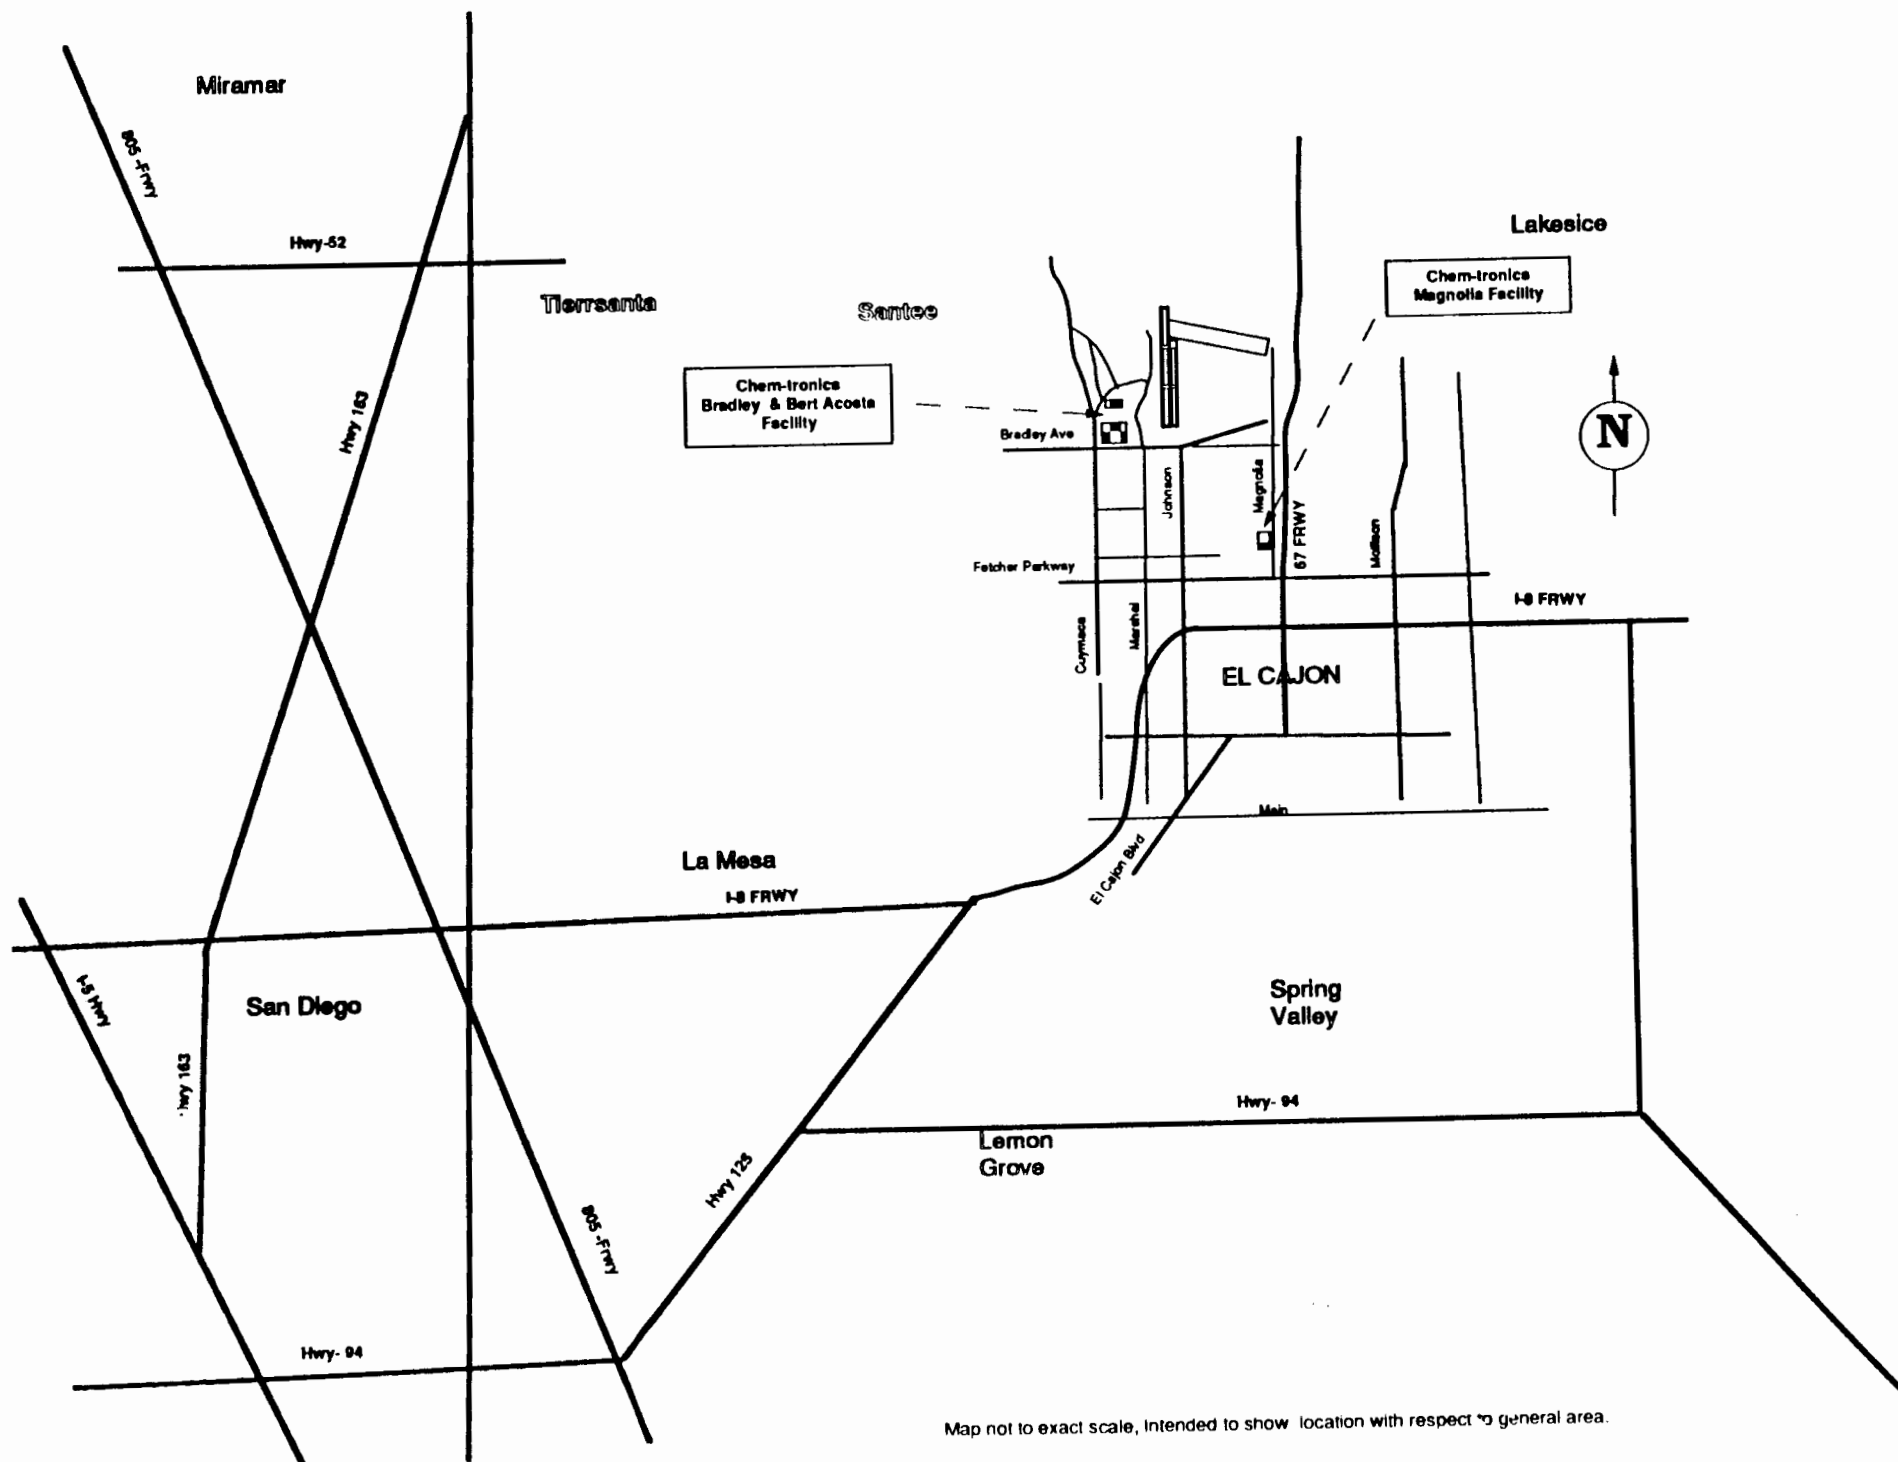 Miramar
805 -Frwy
Hwy-52
Lakesice
Chem-tronics
Magnolia Facility
Tierrsanta
Santee
Chem-tronics
Bradley & Bert Acosta
Facility
Hwy 163
N
Bradley Ave
Johnson
Magnolia
67 FRWY
Mollison
Fetcher Parkway
I-8 FRWY
Cuymaca
Marshal
EL CAJON
Main
El Cajon Blvd
La Mesa
I-8 FRWY
I-5 Hwy
San Diego
Spring
Valley
Hwy 163
Hwy- 94
Lemon
Grove
Hwy 125
805 -Frwy
Hwy- 94
Map not to exact scale, intended to show location with respect to general area.